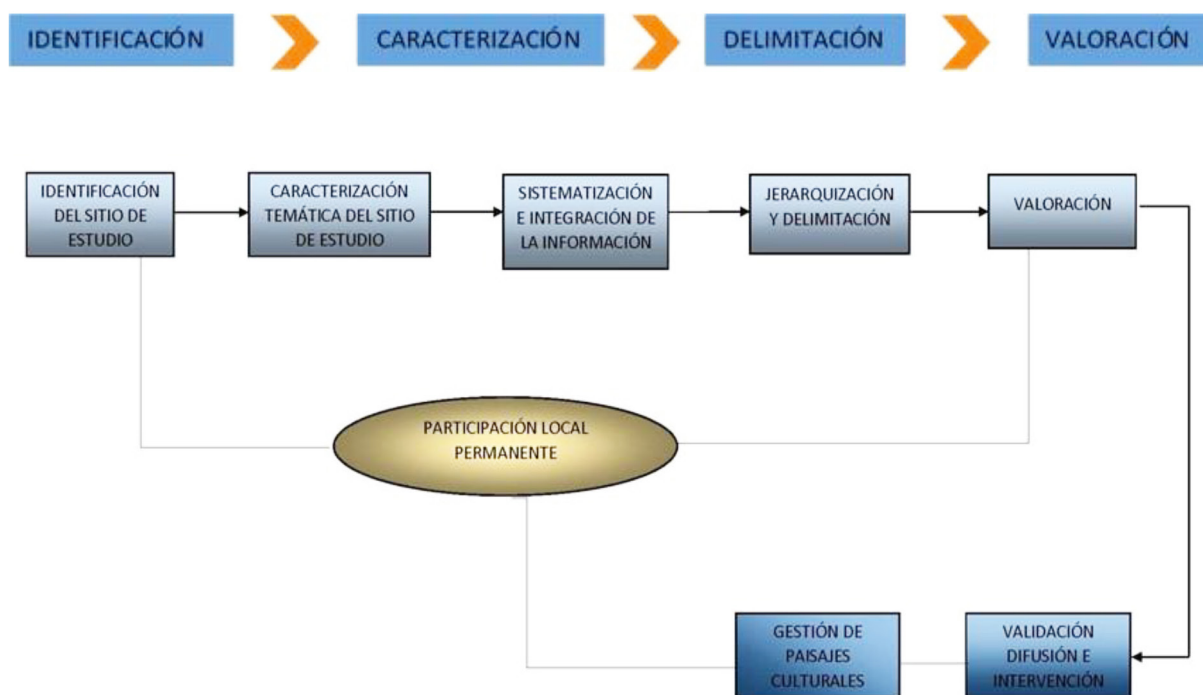 IDENTIFICACIÓN
CARACTERIZACIÓN
DELIMITACIÓN
VALORACIÓN
IDENTIFICACIÓN
DEL SITIO DE
ESTUDIO
CARACTERIZACIÓN
TEMÁTICA DEL SITIO
DE ESTUDIO
SISTEMATIZACIÓN
E INTEGRACIÓN DE
LA INFORMACIÓN
JERARQUIZACIÓN
Y DELIMITACIÓN
VALORACIÓN
PARTICIPACIÓN LOCAL
PERMANENTE
GESTIÓN DE
PAISAJES
CULTURALES
VALIDACIÓN
DIFUSIÓN E
INTERVENCIÓN